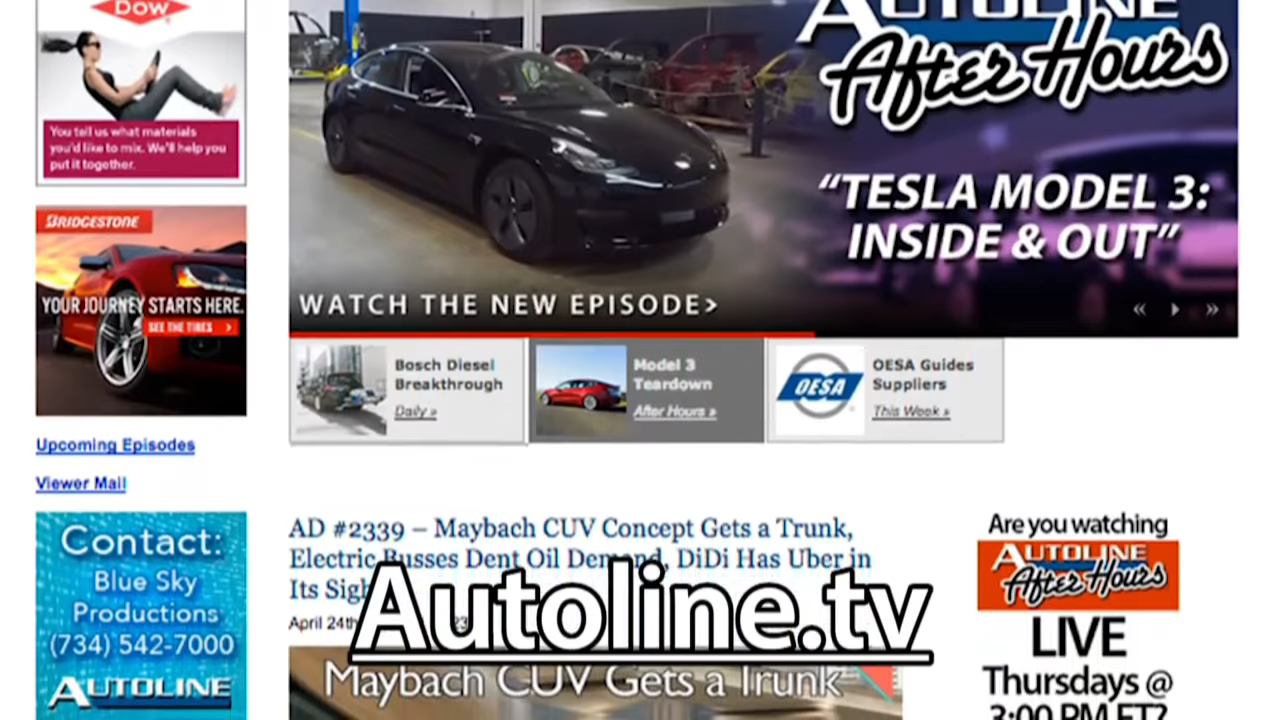 Dow
You tell us what materials
you'd like to mix. We'll help you
put it together.
BRIDGESTONE
YOUR JOURNEY STARTS HERE.
SEE THE TIRES >
Upcoming Episodes
Viewer Mail
Contact:
Blue Sky
Productions
(734) 542-7000
AUTOLINE
AUTOLINE
After Hours
"TESLA MODEL 3:
INSIDE & OUT"
WATCH THE NEW EPISODE>
Bosch Diesel
Breakthrough
Daily »
Model 3
Teardown
After Hours »
OESA
OESA Guides
Suppliers
This Week »
AD #2339 – Maybach CUV Concept Gets a Trunk,
Electric Busses Dent Oil Demand, DiDi Has Uber in
Its
April 24th
Autoline.tv
Maybach CUV Gets a Trunk
Are you watching
AUTOLINE
After Hours
LIVE
Thursdays @
3:00 PM ET?